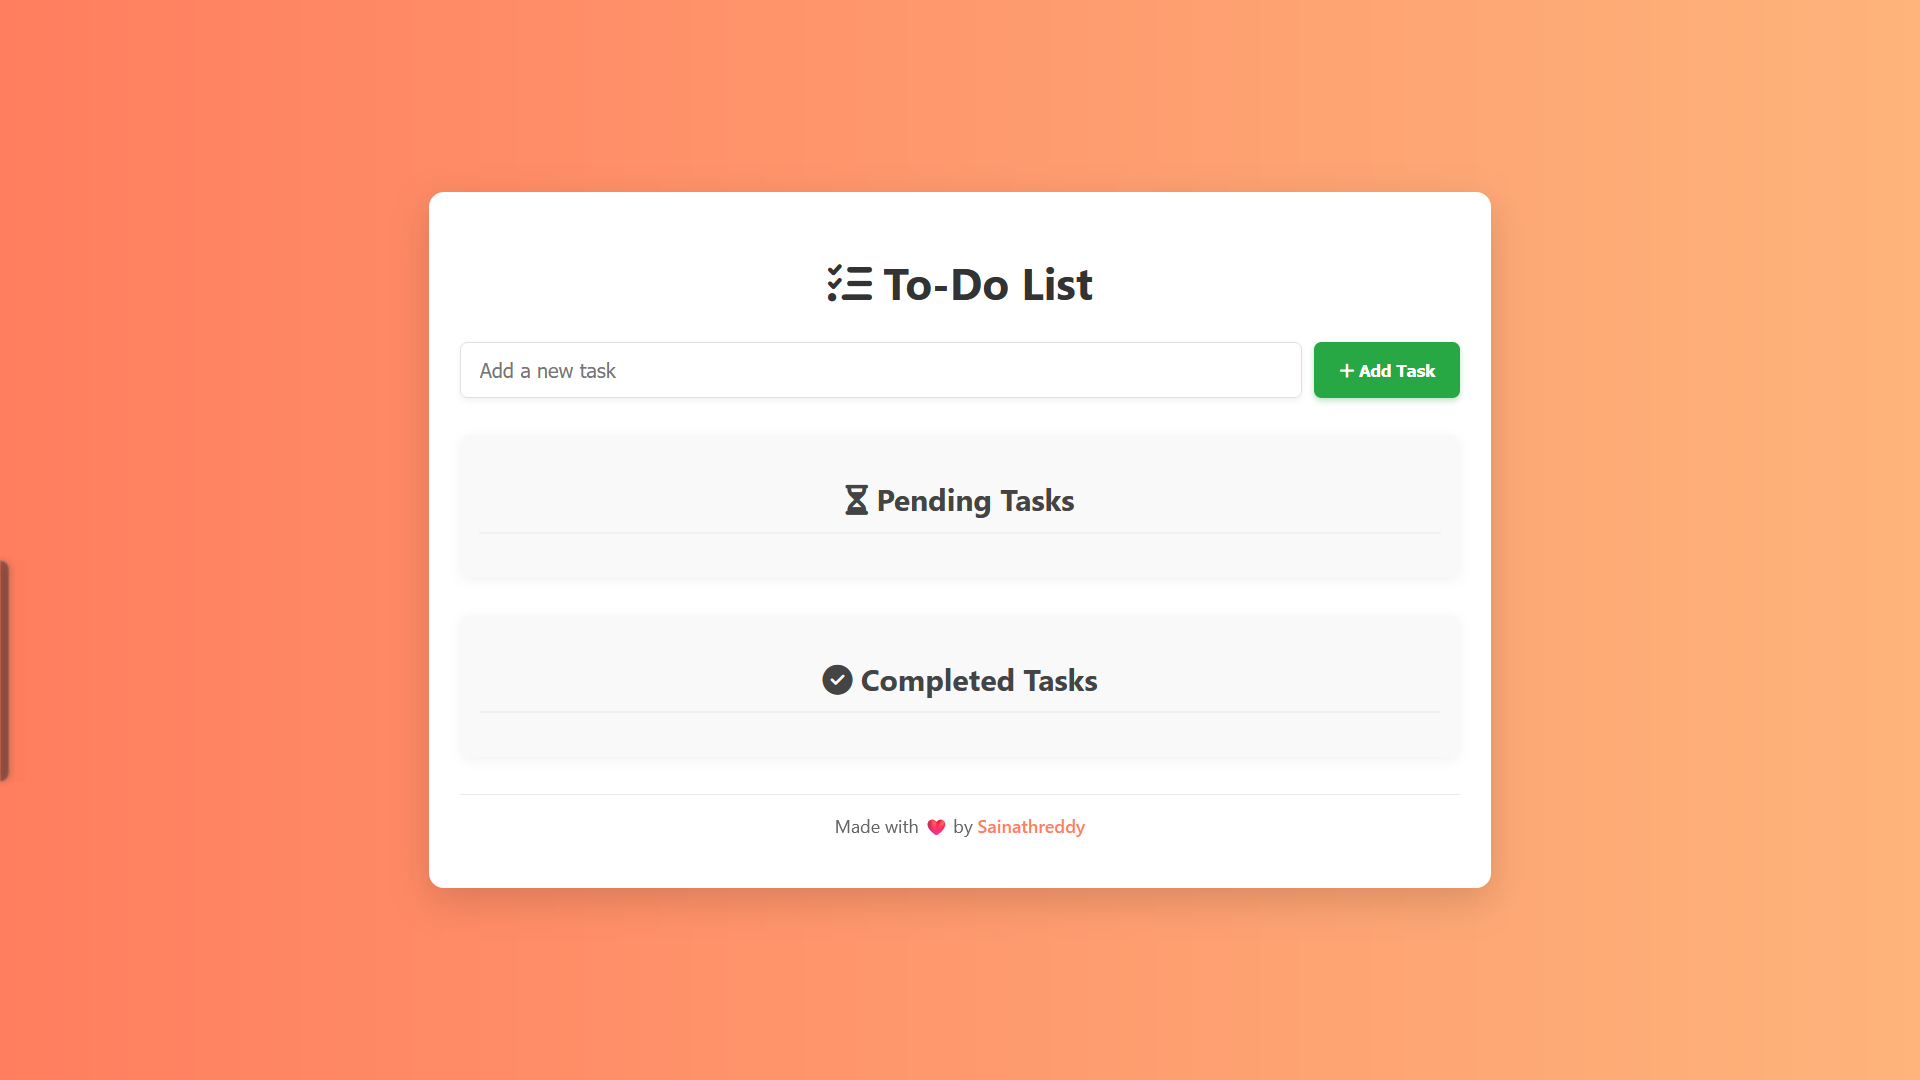 To-Do List
Add a new task
+ Add Task
Pending Tasks
Completed Tasks
Made with ❤️ by Sainathreddy